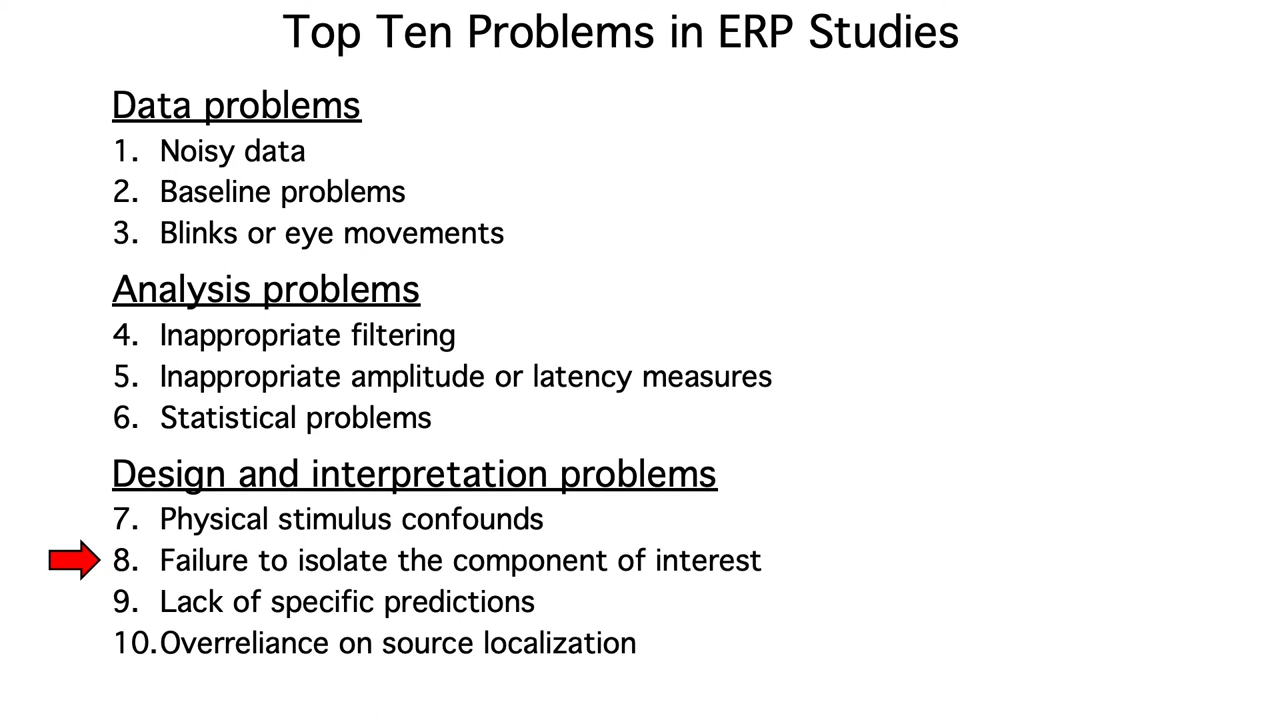 Top Ten Problems in ERP Studies
Data problems
1. Noisy data
2. Baseline problems
3. Blinks or eye movements
Analysis problems
4. Inappropriate filtering
5. Inappropriate amplitude or latency measures
6. Statistical problems
Design and interpretation problems
7. Physical stimulus confounds
8. Failure to isolate the component of interest
9. Lack of specific predictions
10. Overreliance on source localization